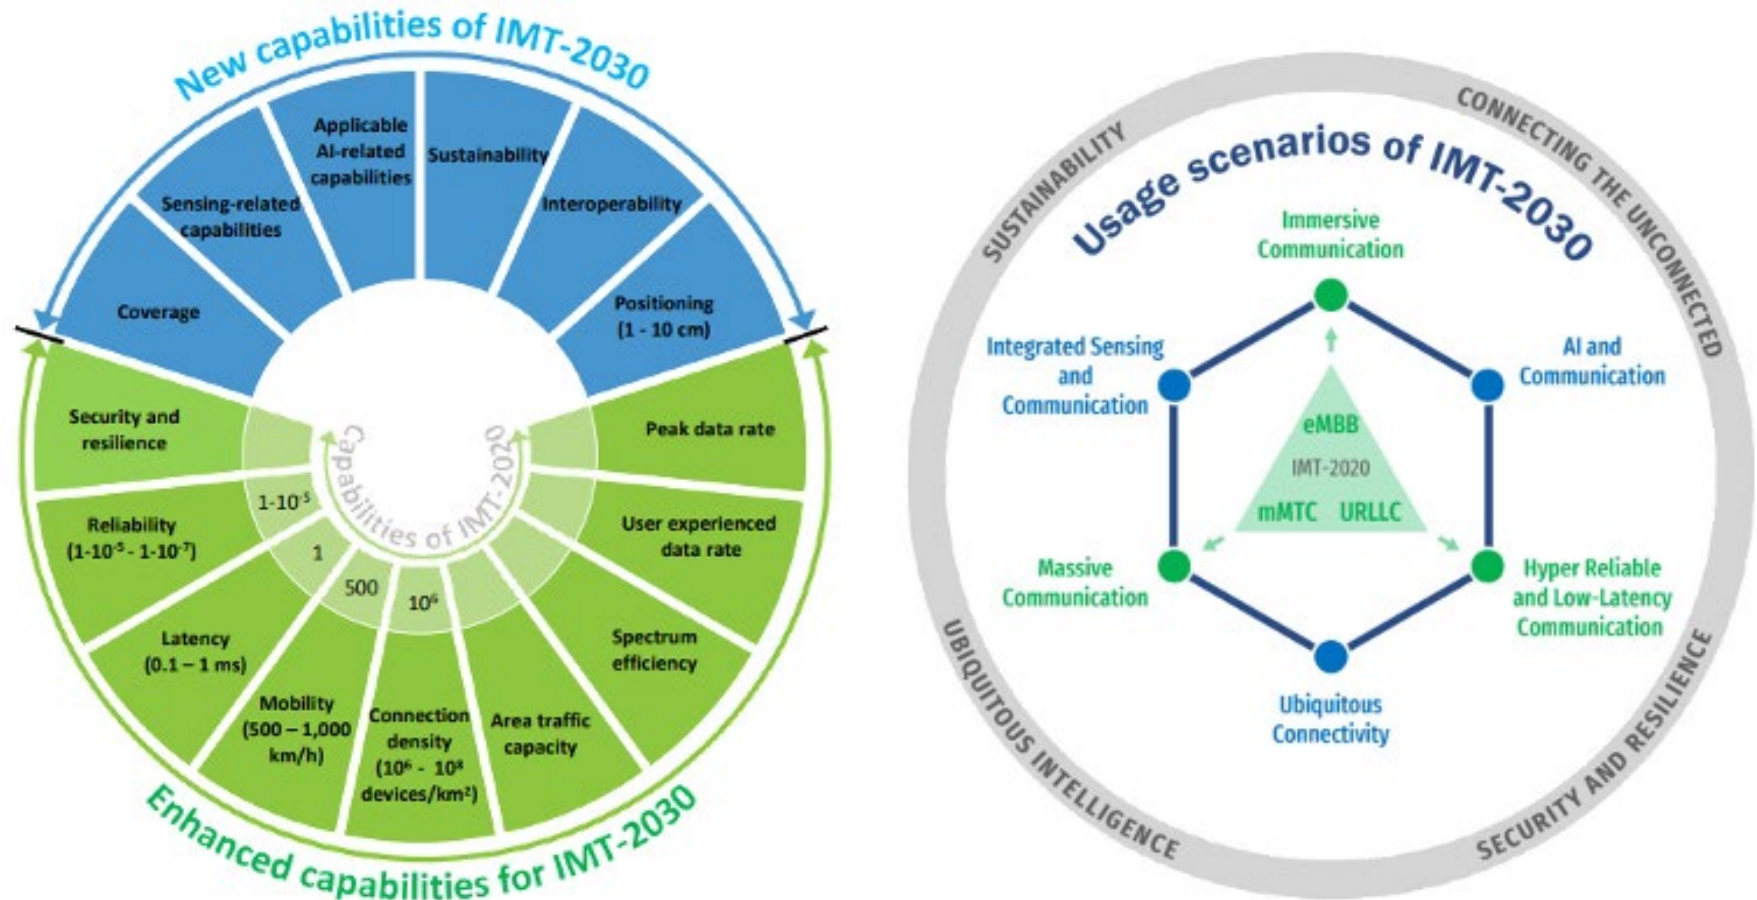 New capabilities of IMT-2030
Applicable
AI-related
capabilities
Sustainability
Sensing-related
capabilities
Interoperability
Coverage
Positioning
(1 - 10 cm)
Security and
resilience
Peak data rate
Capabilities of IMT-2020
1-10⁻⁵
1
500
10⁶
Reliability
(1-10⁻⁵ - 1-10⁻⁷)
User experienced
data rate
Latency
(0.1 – 1 ms)
Spectrum
efficiency
Mobility
(500 – 1,000
km/h)
Connection
density
(10⁶ - 10⁸
devices/km²)
Area traffic
capacity
Enhanced capabilities for IMT-2030
SUSTAINABILITY
CONNECTING THE UNCONNECTED
Usage scenarios of IMT-2030
Immersive
Communication
Integrated Sensing
and
Communication
AI and
Communication
eMBB
IMT-2020
mMTC URLLC
Massive
Communication
Hyper Reliable
and Low-Latency
Communication
Ubiquitous
Connectivity
UBIQUITOUS INTELLIGENCE
SECURITY AND RESILIENCE